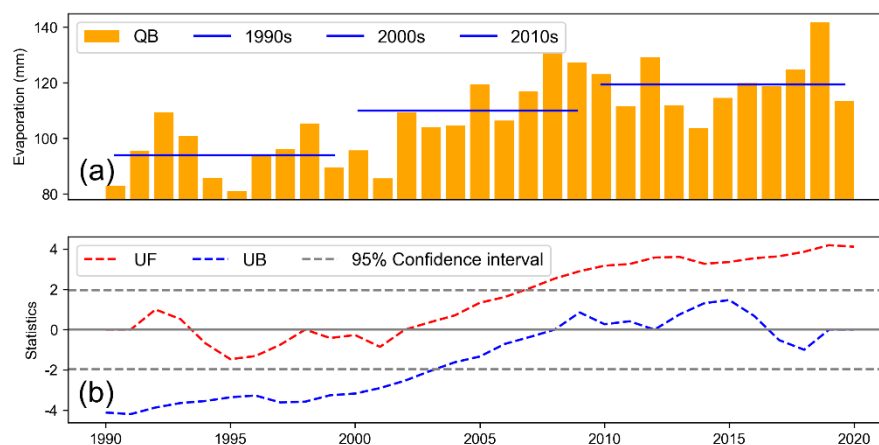 QB 1990s 2000s 2010s
140
120
100
80
Evaporation (mm)
(a)
UF UB 95% Confidence interval
4
2
0
-2
-4
Statistics
(b)
1990 1995 2000 2005 2010 2015 2020